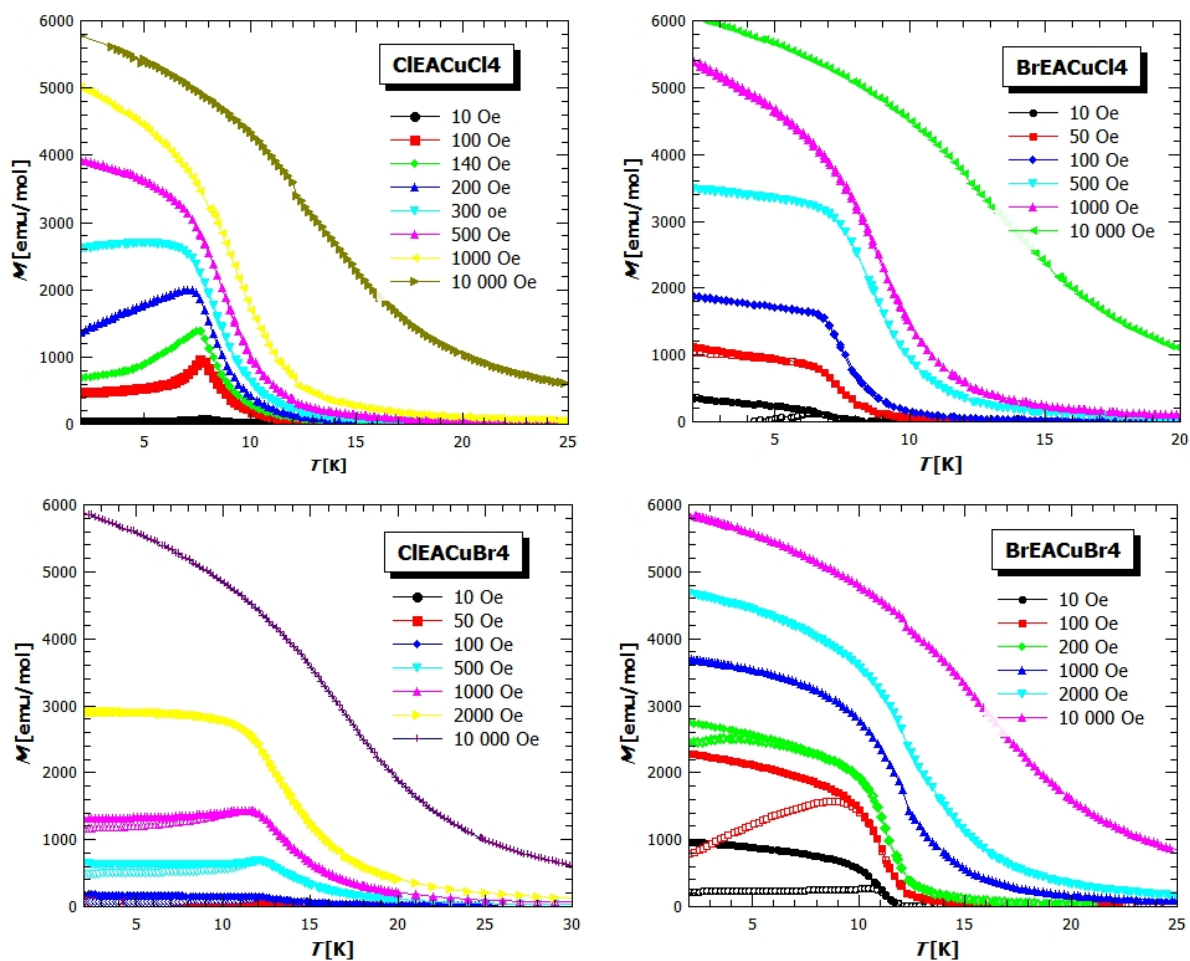 6000
5000
4000
3000
2000
1000
0
M [emu/mol]
ClEACuCl4
10 Oe
100 Oe
140 Oe
200 Oe
300 oe
500 Oe
1000 Oe
10 000 Oe
5 10 15 20 25
T [K]
6000
5000
4000
3000
2000
1000
0
M [emu/mol]
BrEACuCl4
10 Oe
50 Oe
100 Oe
500 Oe
1000 Oe
10 000 Oe
5 10 15 20
T [K]
6000
5000
4000
3000
2000
1000
0
M [emu/mol]
ClEACuBr4
10 Oe
50 Oe
100 Oe
500 Oe
1000 Oe
2000 Oe
10 000 Oe
5 10 15 20 25 30
T [K]
6000
5000
4000
3000
2000
1000
0
M [emu/mol]
BrEACuBr4
10 Oe
100 Oe
200 Oe
1000 Oe
2000 Oe
10 000 Oe
5 10 15 20 25
T [K]